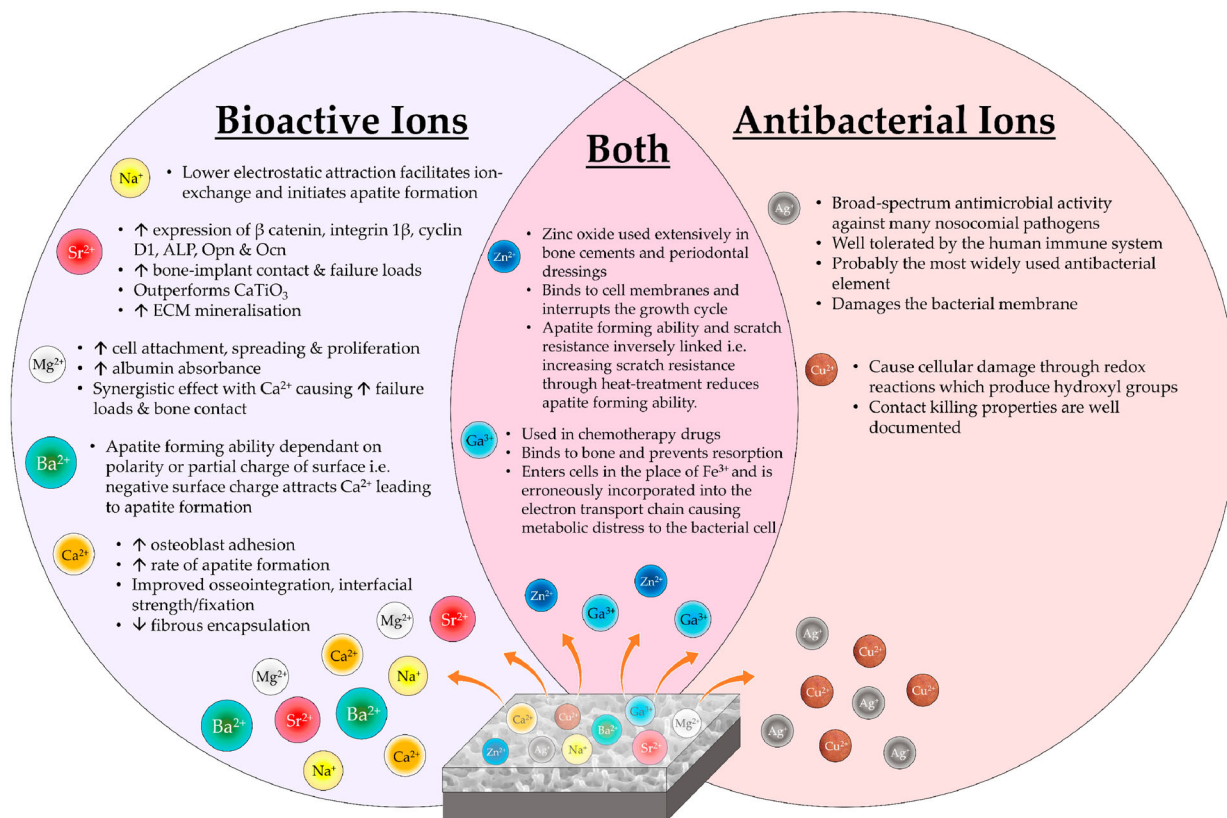 Bioactive Ions
Na⁺
• Lower electrostatic attraction facilitates ion-
exchange and initiates apatite formation
Sr²⁺
• ↑ expression of β catenin, integrin 1β, cyclin
D1, ALP, Opn & Ocn
• ↑ bone-implant contact & failure loads
• Outperforms CaTiO₃
• ↑ ECM mineralisation
Mg²⁺
• ↑ cell attachment, spreading & proliferation
• ↑ albumin absorbance
• Synergistic effect with Ca²⁺ causing ↑ failure
loads & bone contact
Ba²⁺
• Apatite forming ability dependant on
polarity or partial charge of surface i.e.
negative surface charge attracts Ca²⁺ leading
to apatite formation
Ca²⁺
• ↑ osteoblast adhesion
• ↑ rate of apatite formation
• Improved osseointegration, interfacial
strength/fixation
• ↓ fibrous encapsulation
Both
Zn²⁺
• Zinc oxide used extensively in
bone cements and periodontal
dressings
• Binds to cell membranes and
interrupts the growth cycle
• Apatite forming ability and scratch
resistance inversely linked i.e.
increasing scratch resistance
through heat-treatment reduces
apatite forming ability.
Ga³⁺
• Used in chemotherapy drugs
• Binds to bone and prevents resorption
• Enters cells in the place of Fe³⁺ and is
erroneously incorporated into the
electron transport chain causing
metabolic distress to the bacterial cell
Antibacterial Ions
Ag⁺
• Broad-spectrum antimicrobial activity
against many nosocomial pathogens
• Well tolerated by the human immune system
• Probably the most widely used antibacterial
element
• Damages the bacterial membrane
Cu²⁺
• Cause cellular damage through redox
reactions which produce hydroxyl groups
• Contact killing properties are well
documented
Mg²⁺
Sr²⁺
Ca²⁺
Mg²⁺
Na⁺
Ba²⁺
Sr²⁺
Ba²⁺
Ca²⁺
Na⁺
Zn²⁺
Zn²⁺
Ga³⁺
Ga³⁺
Ca²⁺
Cu²⁺
Ga³⁺
Ba²⁺
Mg²⁺
Zn²⁺
Ag⁺
Na⁺
Sr²⁺
Ag⁺
Cu²⁺
Cu²⁺
Ag⁺
Cu²⁺
Ag⁺
Cu²⁺
Ag⁺